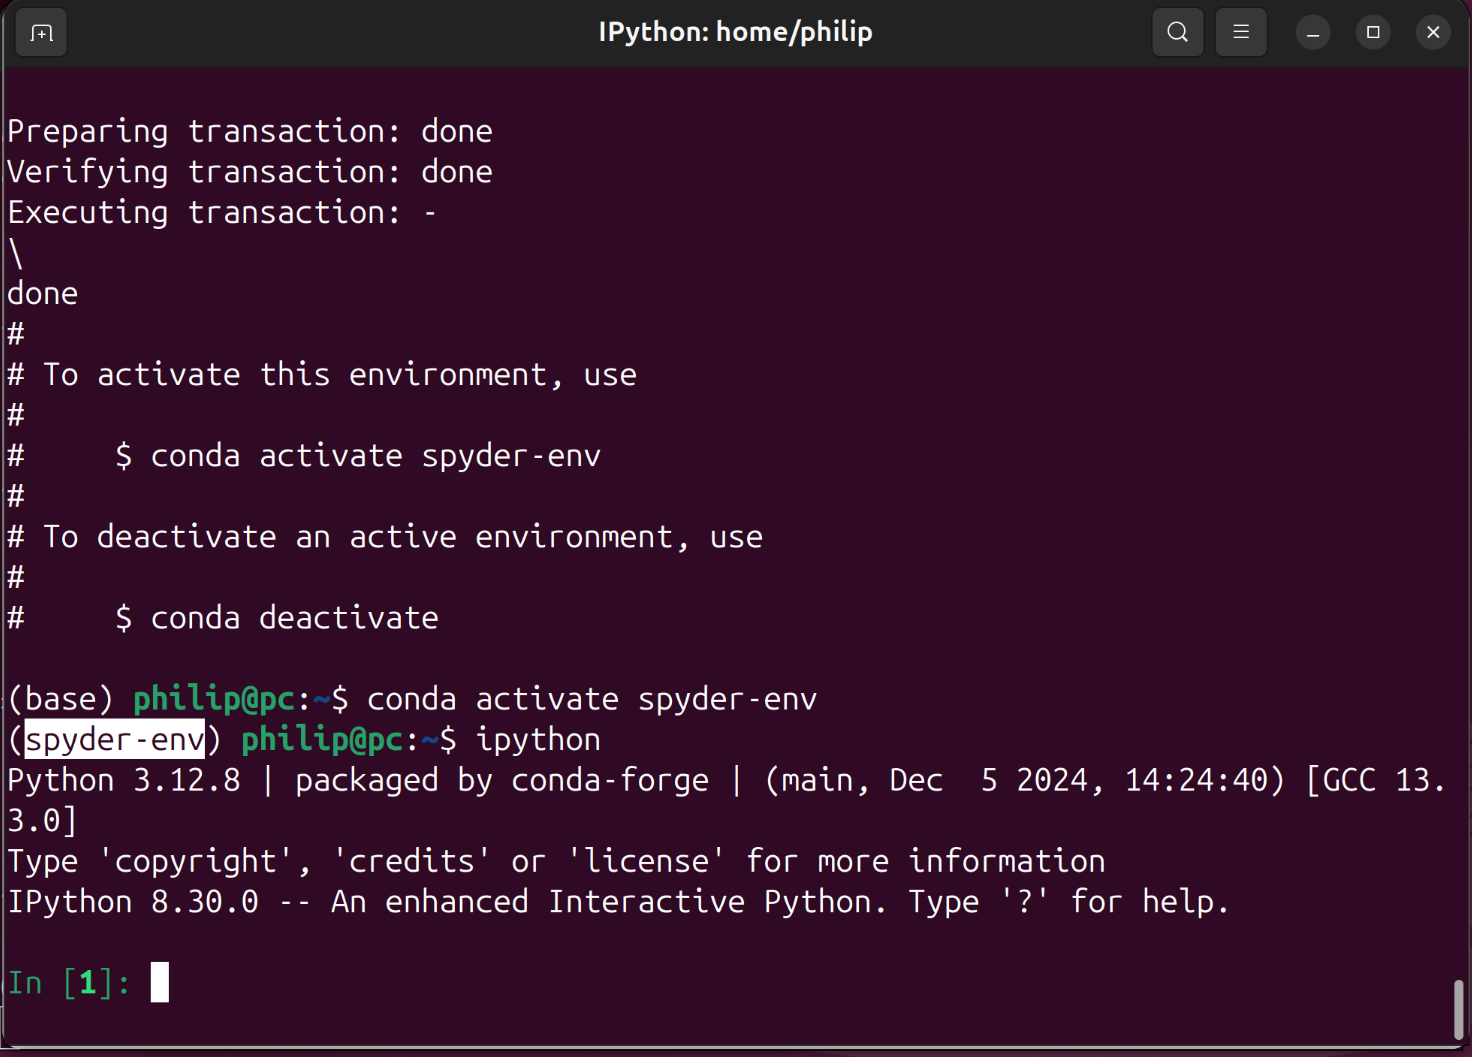 IPython: home/philip
Preparing transaction: done
Verifying transaction: done
Executing transaction: -
\
done
#
# To activate this environment, use
#
#     $ conda activate spyder-env
#
# To deactivate an active environment, use
#
#     $ conda deactivate
(base) philip@pc:~$ conda activate spyder-env
(spyder-env) philip@pc:~$ ipython
Python 3.12.8 | packaged by conda-forge | (main, Dec  5 2024, 14:24:40) [GCC 13.
3.0]
Type 'copyright', 'credits' or 'license' for more information
IPython 8.30.0 -- An enhanced Interactive Python. Type '?' for help.
In [1]: